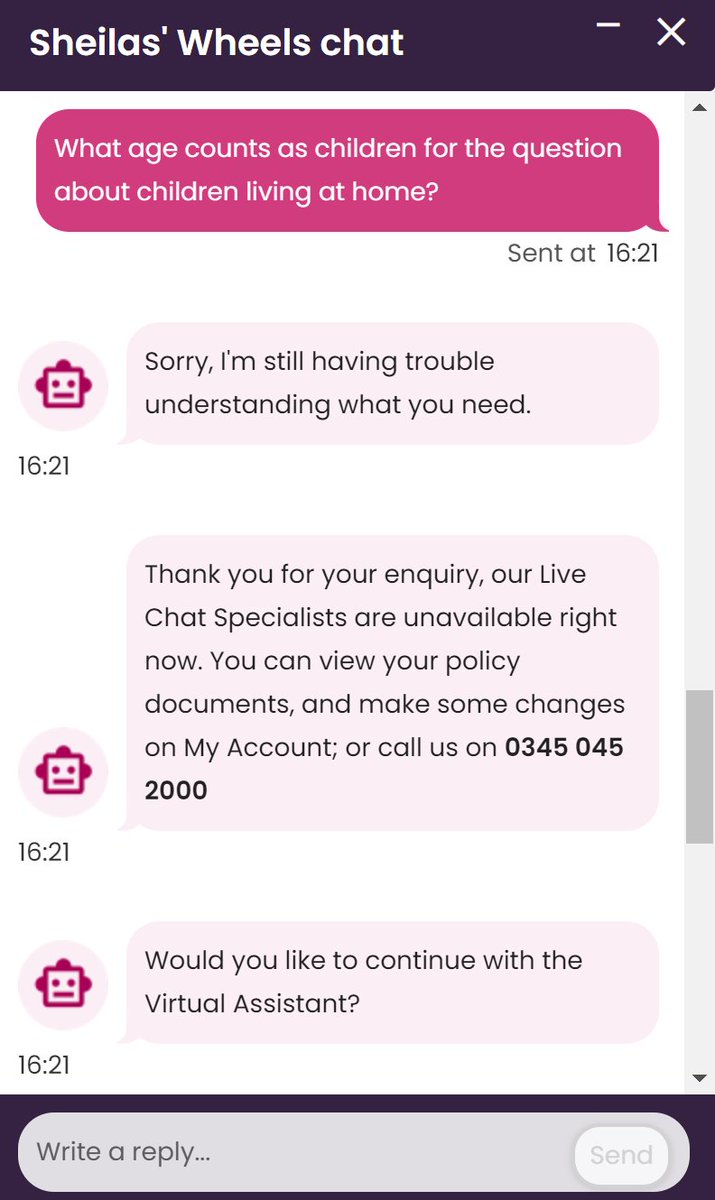 Sheilas' Wheels chat
What age counts as children for the question
about children living at home?
Sent at 16:21
Sorry, I'm still having trouble
understanding what you need.
16:21
Thank you for your enquiry, our Live
Chat Specialists are unavailable right
now. You can view your policy
documents, and make some changes
on My Account; or call us on 0345 045
2000
16:21
Would you like to continue with the
Virtual Assistant?
16:21
Write a reply...
Send